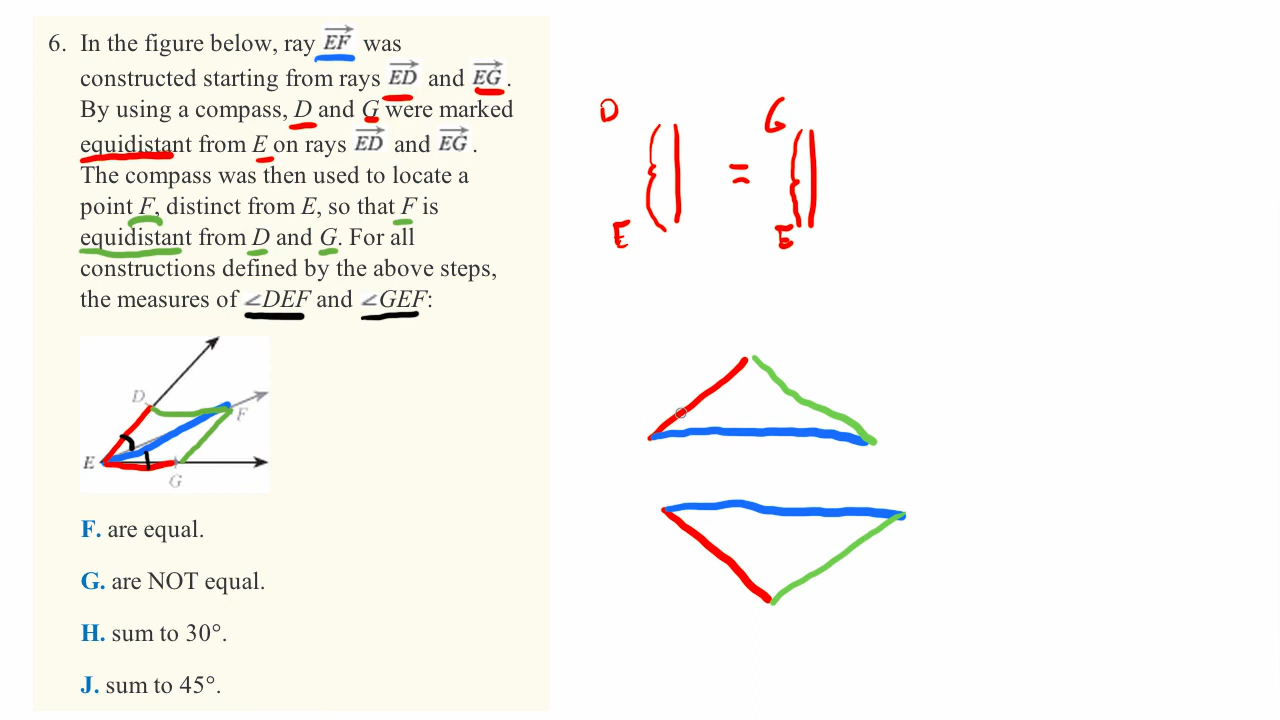 6. In the figure below, ray EF was
constructed starting from rays ED and EG.
By using a compass, D and G were marked
equidistant from E on rays ED and EG.
The compass was then used to locate a
point F, distinct from E, so that F is
equidistant from D and G. For all
constructions defined by the above steps,
the measures of ∠DEF and ∠GEF:
D
F
E
G
F. are equal.
G. are NOT equal.
H. sum to 30°.
J. sum to 45°.
D G
=
E E